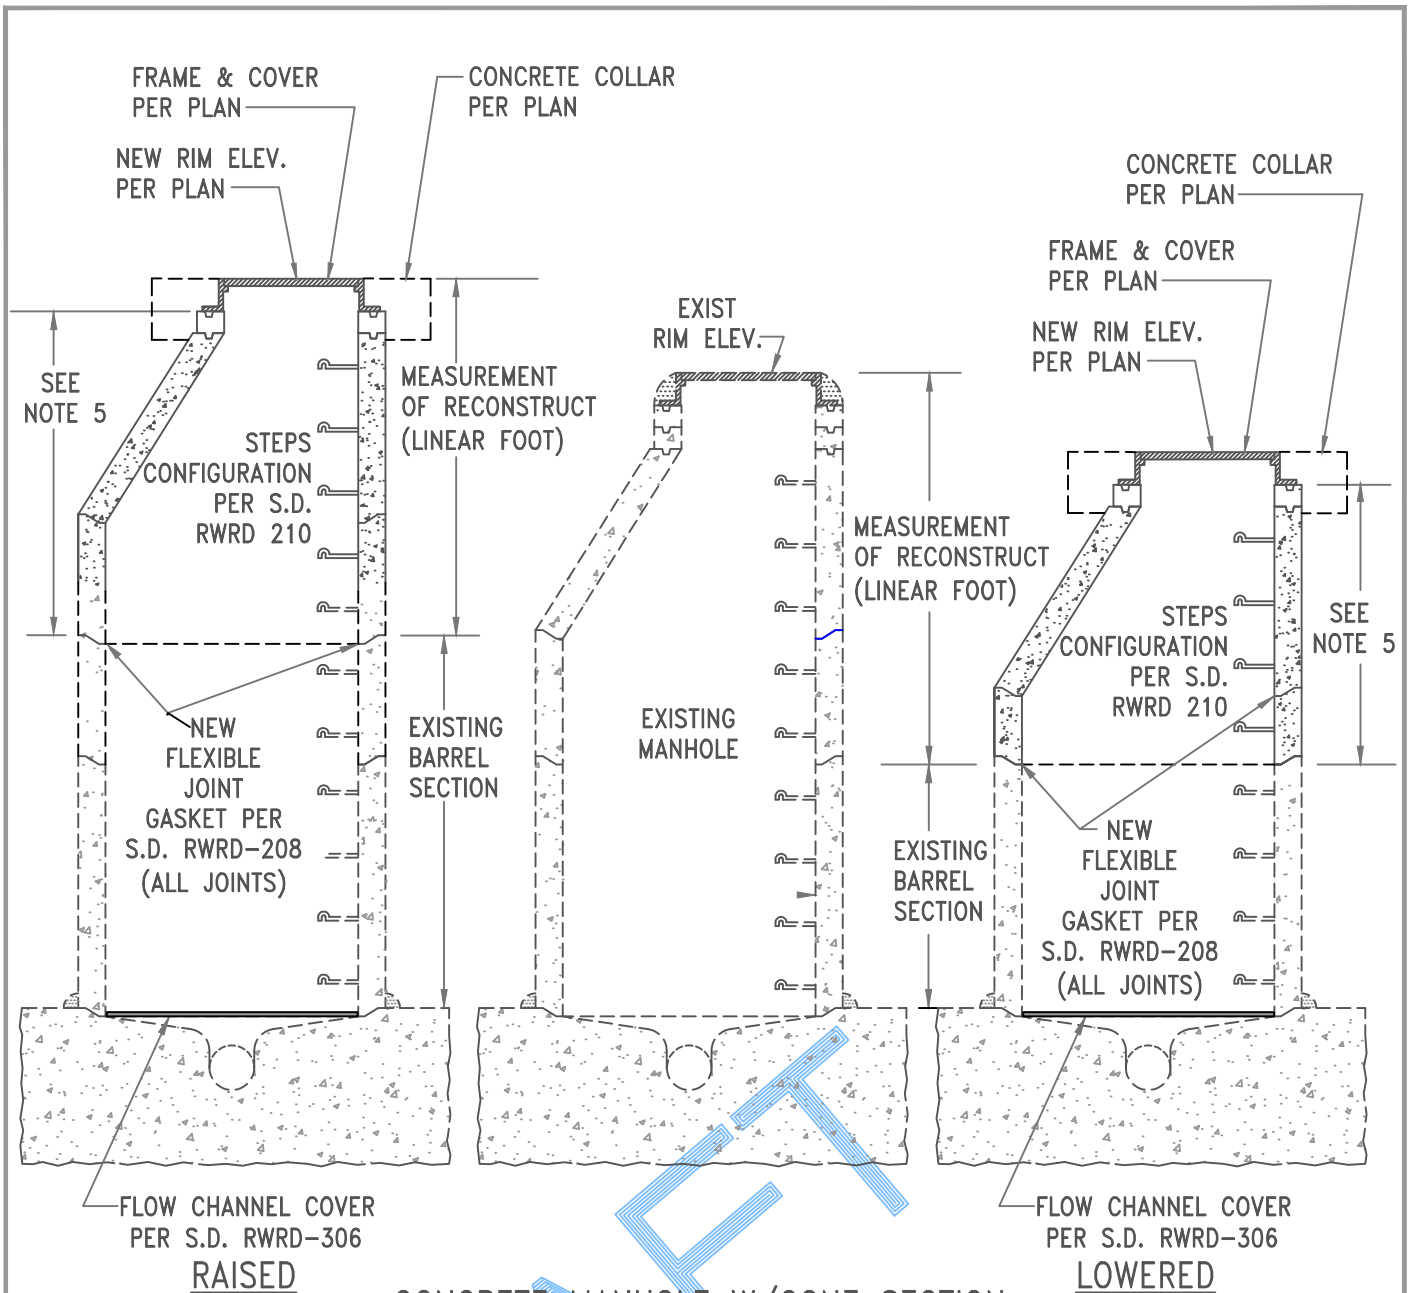 FRAME & COVER
PER PLAN
CONCRETE COLLAR
PER PLAN
NEW RIM ELEV.
PER PLAN
SEE
NOTE 5
MEASUREMENT
OF RECONSTRUCT
(LINEAR FOOT)
STEPS
CONFIGURATION
PER S.D.
RWRD 210
NEW
FLEXIBLE
JOINT
GASKET PER
S.D. RWRD-208
(ALL JOINTS)
EXISTING
BARREL
SECTION
FLOW CHANNEL COVER
PER S.D. RWRD-306
RAISED
EXIST
RIM ELEV.
EXISTING
MANHOLE
MEASUREMENT
OF RECONSTRUCT
(LINEAR FOOT)
EXISTING
BARREL
SECTION
CONCRETE COLLAR
PER PLAN
FRAME & COVER
PER PLAN
NEW RIM ELEV.
PER PLAN
STEPS
CONFIGURATION
PER S.D.
RWRD 210
SEE
NOTE 5
NEW
FLEXIBLE
JOINT
GASKET PER
S.D. RWRD-208
(ALL JOINTS)
FLOW CHANNEL COVER
PER S.D. RWRD-306
LOWERED
CONCRETE MANHOLE W/CONE SECTION